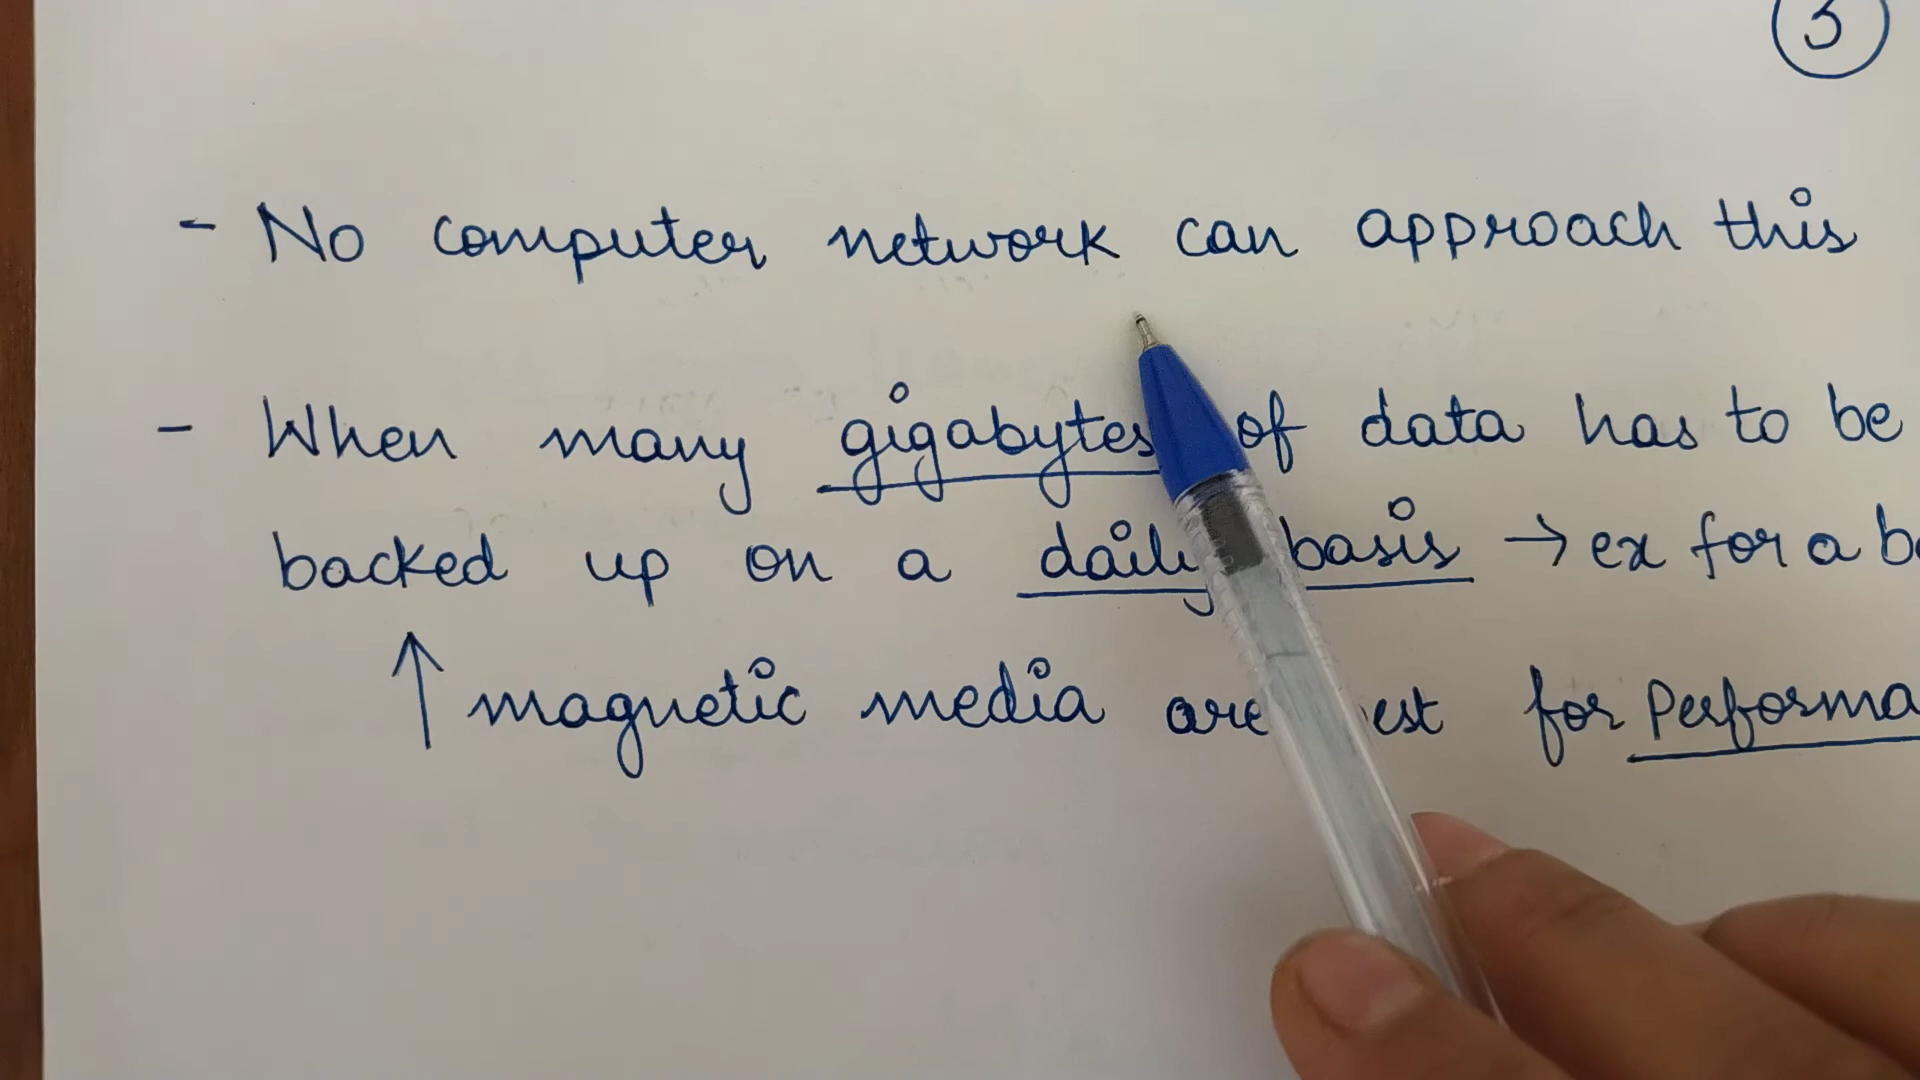 3
- No computer network can approach this
- When many gigabytes of data has to be
backed up on a daily basis → ex for a
↑ magnetic media are for